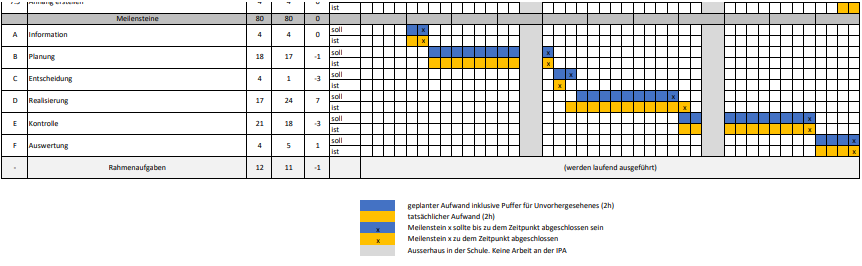 7.3 Anhang erstellen 4 4 0
ist
Meilensteine 80 80 0
A Information 4 4 0 soll x
ist x
B Planung 18 17 -1 soll x
ist x
C Entscheidung 4 1 -3 soll x
ist x
D Realisierung 17 24 7 soll x
ist x
E Kontrolle 21 18 -3 soll x
ist x
F Auswertung 4 5 1 soll x
ist x
- Rahmenaufgaben 12 11 -1 (werden laufend ausgeführt)
geplanter Aufwand inklusive Puffer für Unvorhergesehenes (2h)
tatsächlicher Aufwand (2h)
x Meilenstein x sollte bis zu dem Zeitpunkt abgeschlossen sein
x Meilenstein x zu dem Zeitpunkt abgeschlossen
Ausserhaus in der Schule. Keine Arbeit an der IPA